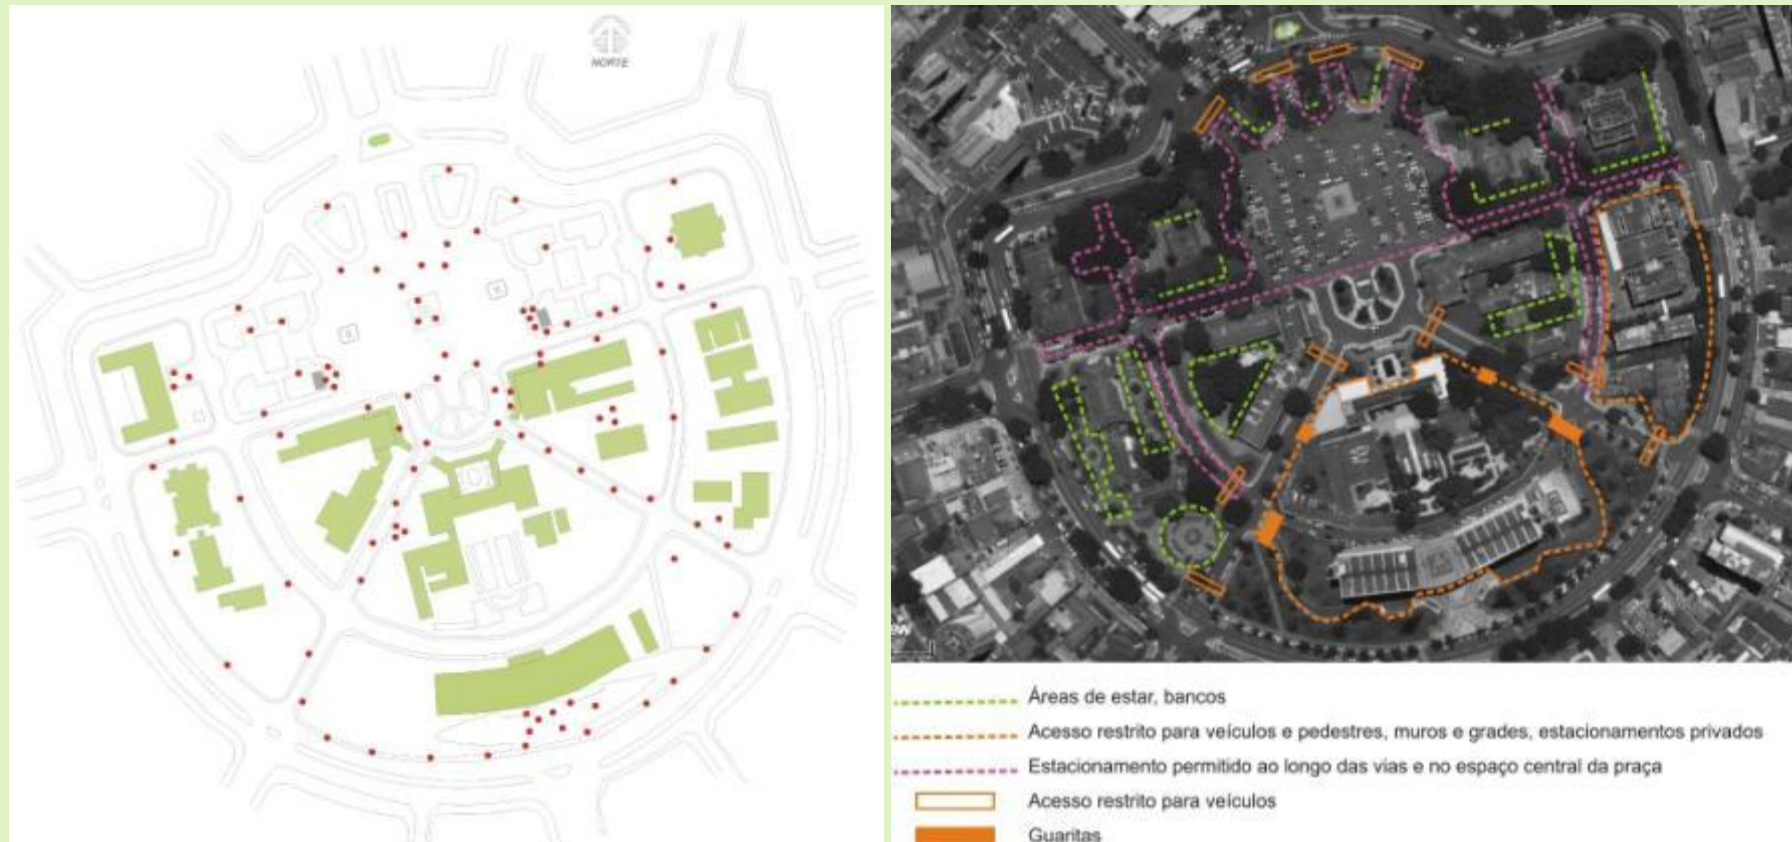 NORTE
Áreas de estar, bancos
Acesso restrito para veículos e pedestres, muros e grades, estacionamentos privados
Estacionamento permitido ao longo das vias e no espaço central da praça
Acesso restrito para veículos
Guaritas